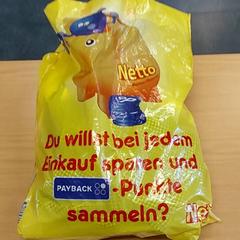 Netto
Du willst bei jedem
Einkauf sparen und
PAYBACK -Punkte
sammeln?